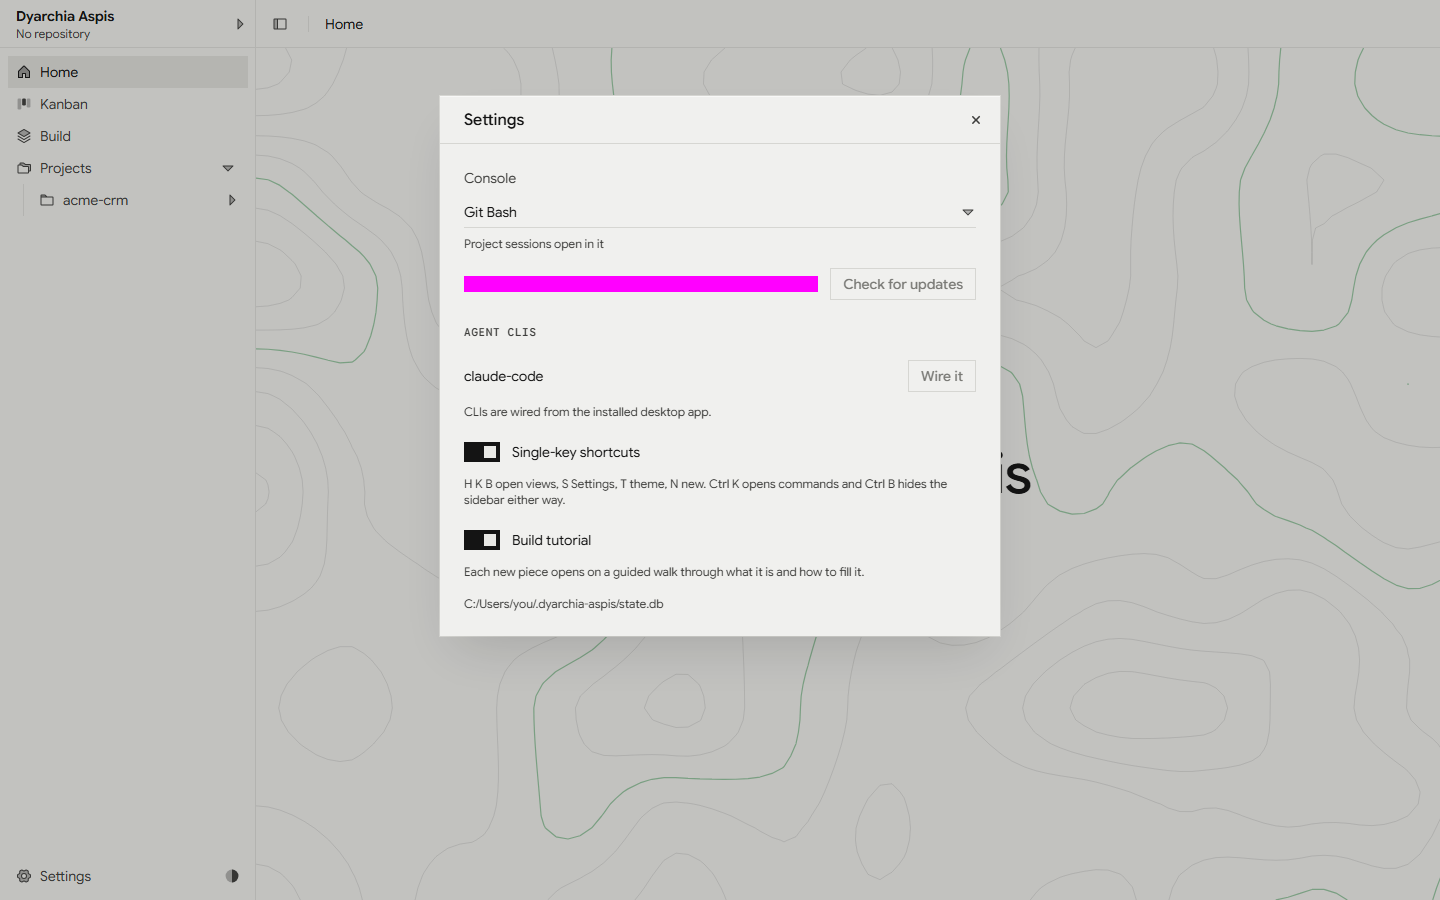 Dyarchia Aspis
No repository
Home
Kanban
Build
Projects
acme-crm
Settings
Home
Settings
Console
Git Bash
Project sessions open in it
Check for updates
AGENT CLIS
claude-code
Wire it
CLIs are wired from the installed desktop app.
Single-key shortcuts
H K B open views, S Settings, T theme, N new. Ctrl K opens commands and Ctrl B hides the
sidebar either way.
Build tutorial
Each new piece opens on a guided walk through what it is and how to fill it.
C:/Users/you/.dyarchia-aspis/state.db
is